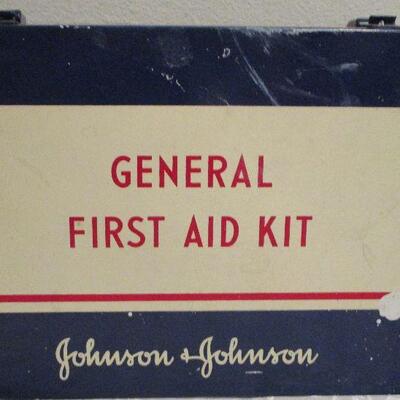 GENERAL
FIRST AID KIT
Johnson & Johnson